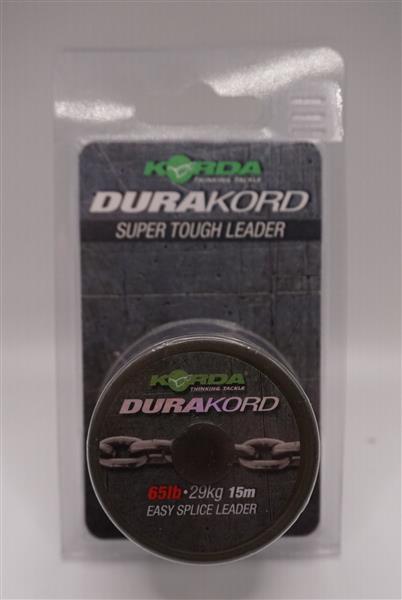 KORDA
THINKING TACKLE
DURAKORD
SUPER TOUGH LEADER
KORDA
THINKING TACKLE
DURAKORD
65lb • 29kg 15m
EASY SPLICE LEADER